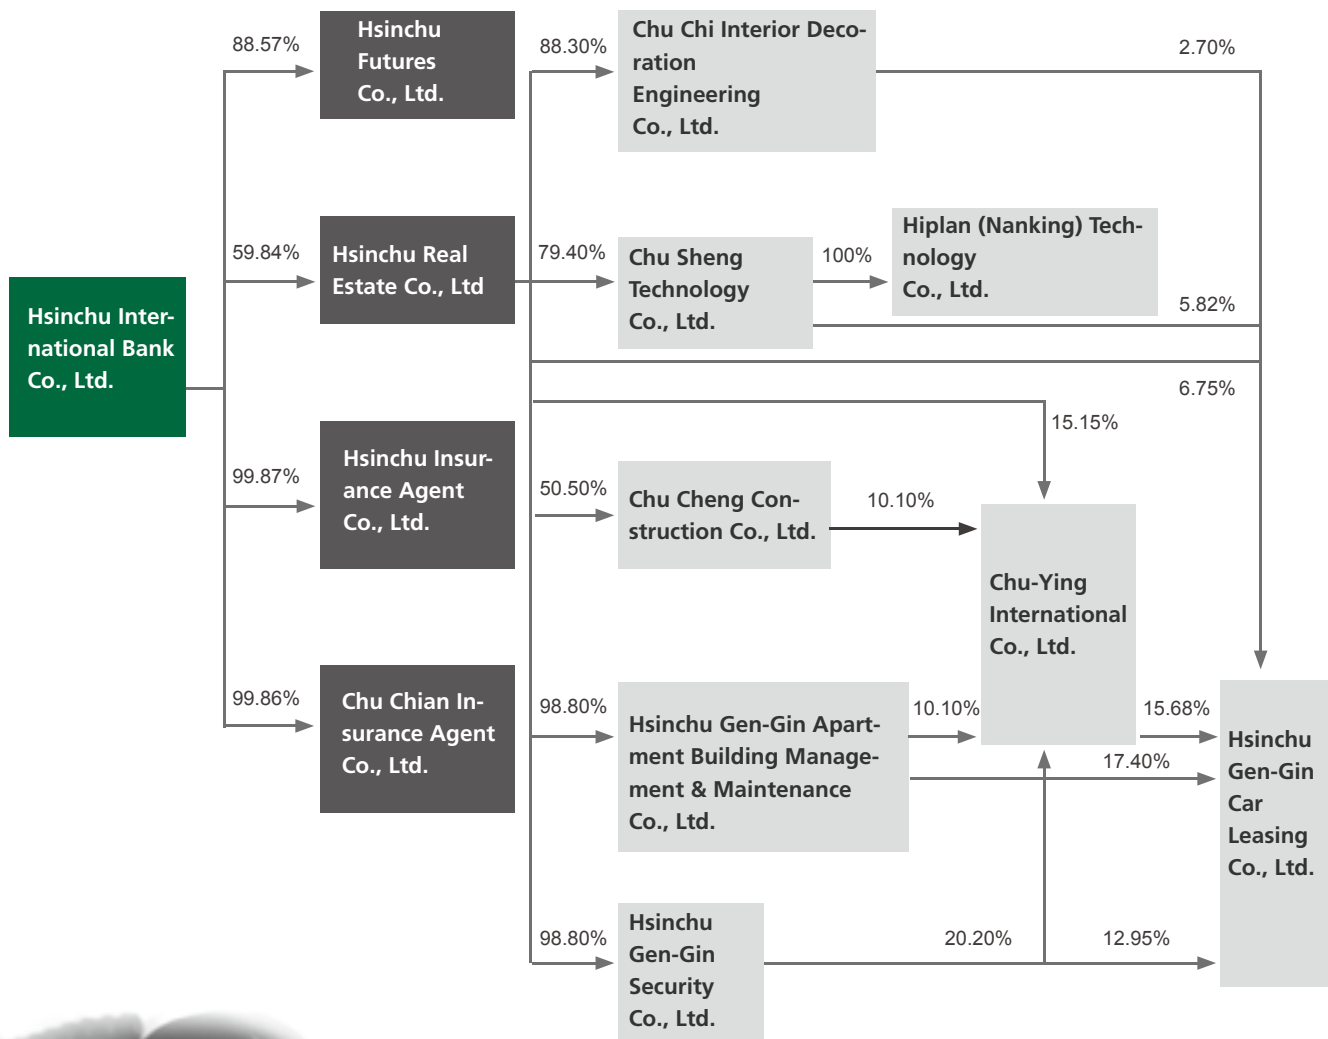 88.57%
Hsinchu
Futures
Co., Ltd.
88.30%
Chu Chi Interior Deco-
ration
Engineering
Co., Ltd.
2.70%
59.84%
Hsinchu Real
Estate Co., Ltd
79.40%
Chu Sheng
Technology
Co., Ltd.
100%
Hiplan (Nanking) Tech-
nology
Co., Ltd.
5.82%
Hsinchu Inter-
national Bank
Co., Ltd.
6.75%
15.15%
99.87%
Hsinchu Insur-
ance Agent
Co., Ltd.
50.50%
Chu Cheng Con-
struction Co., Ltd.
10.10%
Chu-Ying
International
Co., Ltd.
99.86%
Chu Chian In-
surance Agent
Co., Ltd.
98.80%
Hsinchu Gen-Gin Apart-
ment Building Manage-
ment & Maintenance
Co., Ltd.
10.10%
15.68%
17.40%
Hsinchu
Gen-Gin
Car
Leasing
Co., Ltd.
98.80%
Hsinchu
Gen-Gin
Security
Co., Ltd.
20.20%
12.95%